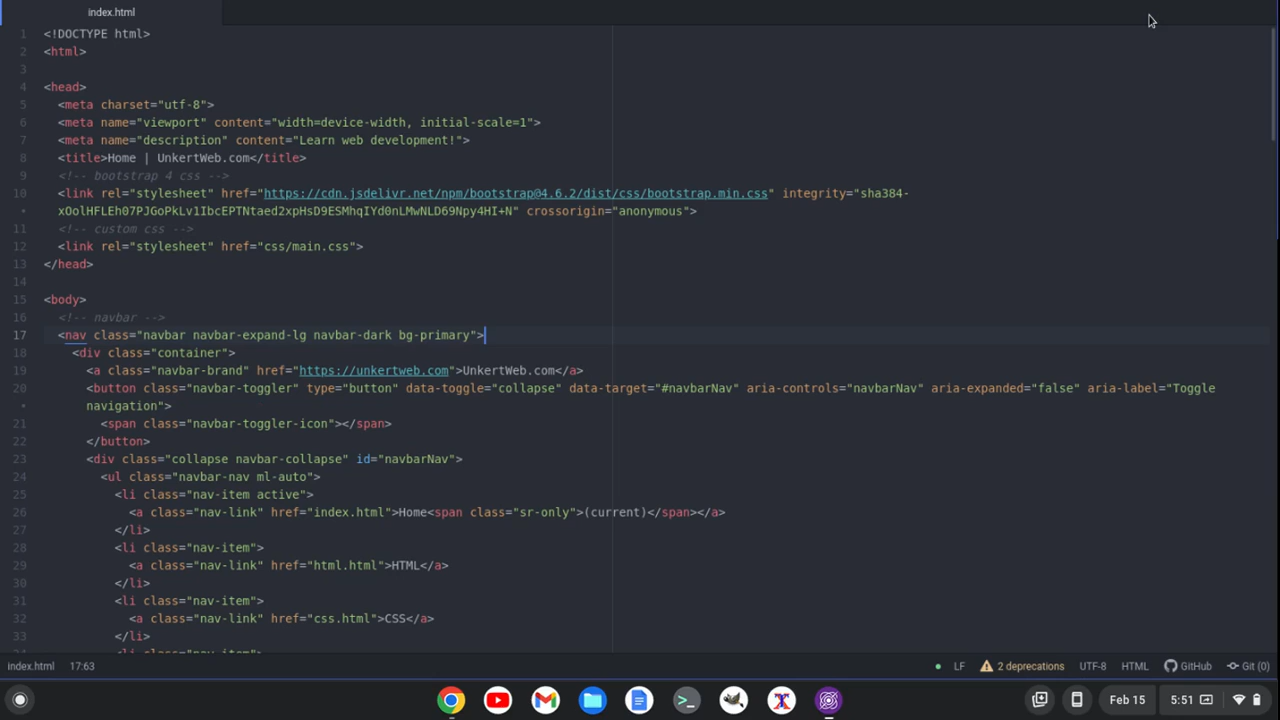 index.html
1 <!DOCTYPE html>
2 <html>
3
4 <head>
5 <meta charset="utf-8">
6 <meta name="viewport" content="width=device-width, initial-scale=1">
7 <meta name="description" content="Learn web development!">
8 <title>Home | UnkertWeb.com</title>
9 <!-- bootstrap 4 css -->
10 <link rel="stylesheet" href="https://cdn.jsdelivr.net/npm/bootstrap@4.6.2/dist/css/bootstrap.min.css" integrity="sha384-
• xOolHFLEh07PJGoPkLv1IbcEPTNtaed2xpHsD9ESMhqIYd0nLMwNLD69Npy4HI+N" crossorigin="anonymous">
11 <!-- custom css -->
12 <link rel="stylesheet" href="css/main.css">
13 </head>
14
15 <body>
16 <!-- navbar -->
17 <nav class="navbar navbar-expand-lg navbar-dark bg-primary">
18 <div class="container">
19 <a class="navbar-brand" href="https://unkertweb.com">UnkertWeb.com</a>
20 <button class="navbar-toggler" type="button" data-toggle="collapse" data-target="#navbarNav" aria-controls="navbarNav" aria-expanded="false" aria-label="Toggle
• navigation">
21 <span class="navbar-toggler-icon"></span>
22 </button>
23 <div class="collapse navbar-collapse" id="navbarNav">
24 <ul class="navbar-nav ml-auto">
25 <li class="nav-item active">
26 <a class="nav-link" href="index.html">Home<span class="sr-only">(current)</span></a>
27 </li>
28 <li class="nav-item">
29 <a class="nav-link" href="html.html">HTML</a>
30 </li>
31 <li class="nav-item">
32 <a class="nav-link" href="css.html">CSS</a>
33 </li>
34 <li class="nav-item">
index.html 17:63 LF 2 deprecations UTF-8 HTML GitHub Git (0)
Feb 15 5:51